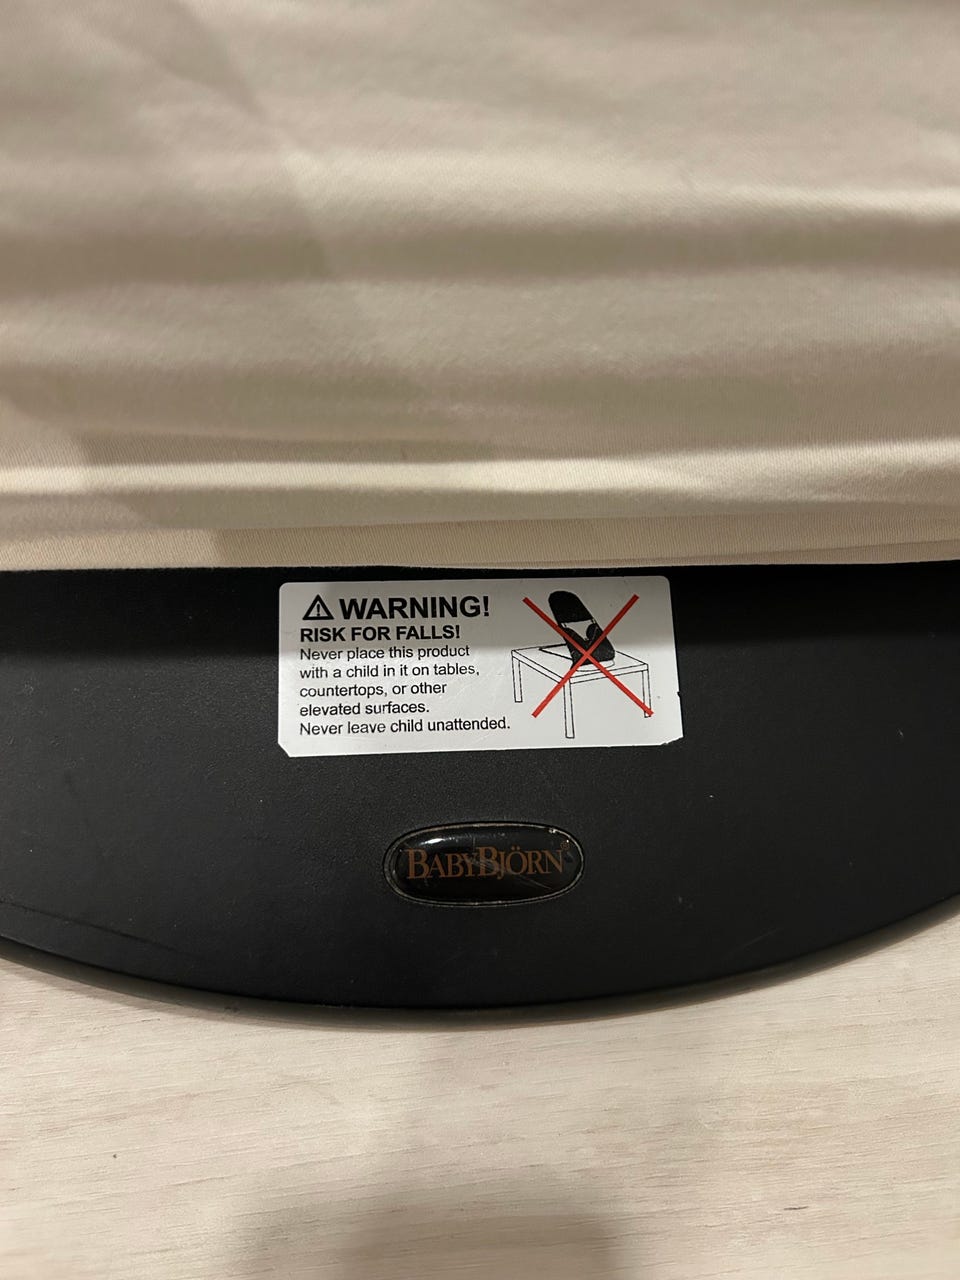 WARNING!
RISK FOR FALLS!
Never place this product
with a child in it on tables,
countertops, or other
elevated surfaces.
Never leave child unattended.
BABYBJÖRN®